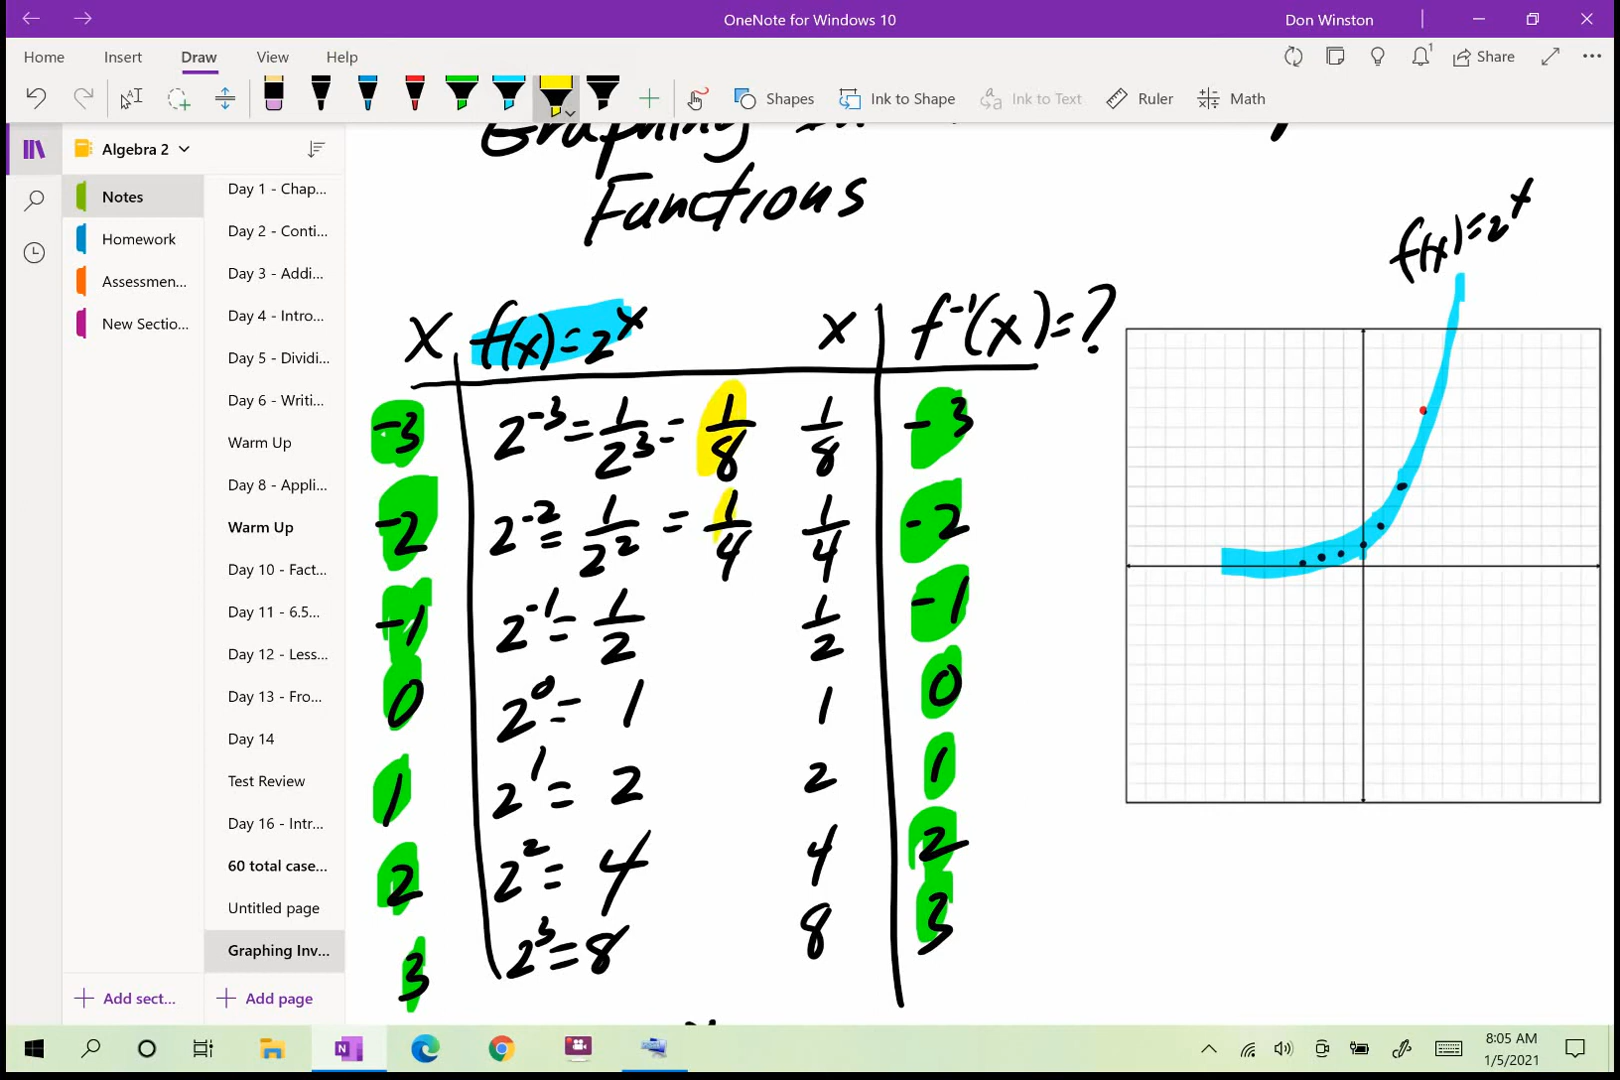 OneNote for Windows 10
Don Winston
Home Insert Draw View Help
1
Share
Shapes Ink to Shape Ink to Text Ruler Math
Algebra 2
Notes
Homework
Assessmen...
New Sectio...
Add sect...
Day 1 - Chap...
Day 2 - Conti...
Day 3 - Addi...
Day 4 - Intro...
Day 5 - Dividi...
Day 6 - Writi...
Warm Up
Day 8 - Appli...
Warm Up
Day 10 - Fact...
Day 11 - 6.5...
Day 12 - Less...
Day 13 - Fro...
Day 14
Test Review
Day 16 - Intr...
60 total case...
Untitled page
Graphing Inv...
Add page
Graphing
Functions
x f(x)=2^x x f^-1(x)=?
-3 2^-3 = 1/2^3 = 1/8 1/8 -3
-2 2^-2 = 1/2^2 = 1/4 1/4 -2
-1 2^-1 = 1/2 1/2 -1
0 2^0 = 1 1 0
1 2^1 = 2 2 1
2 2^2 = 4 4 2
3 2^3 = 8 8 3
f(x)=2^x
8:05 AM
1/5/2021